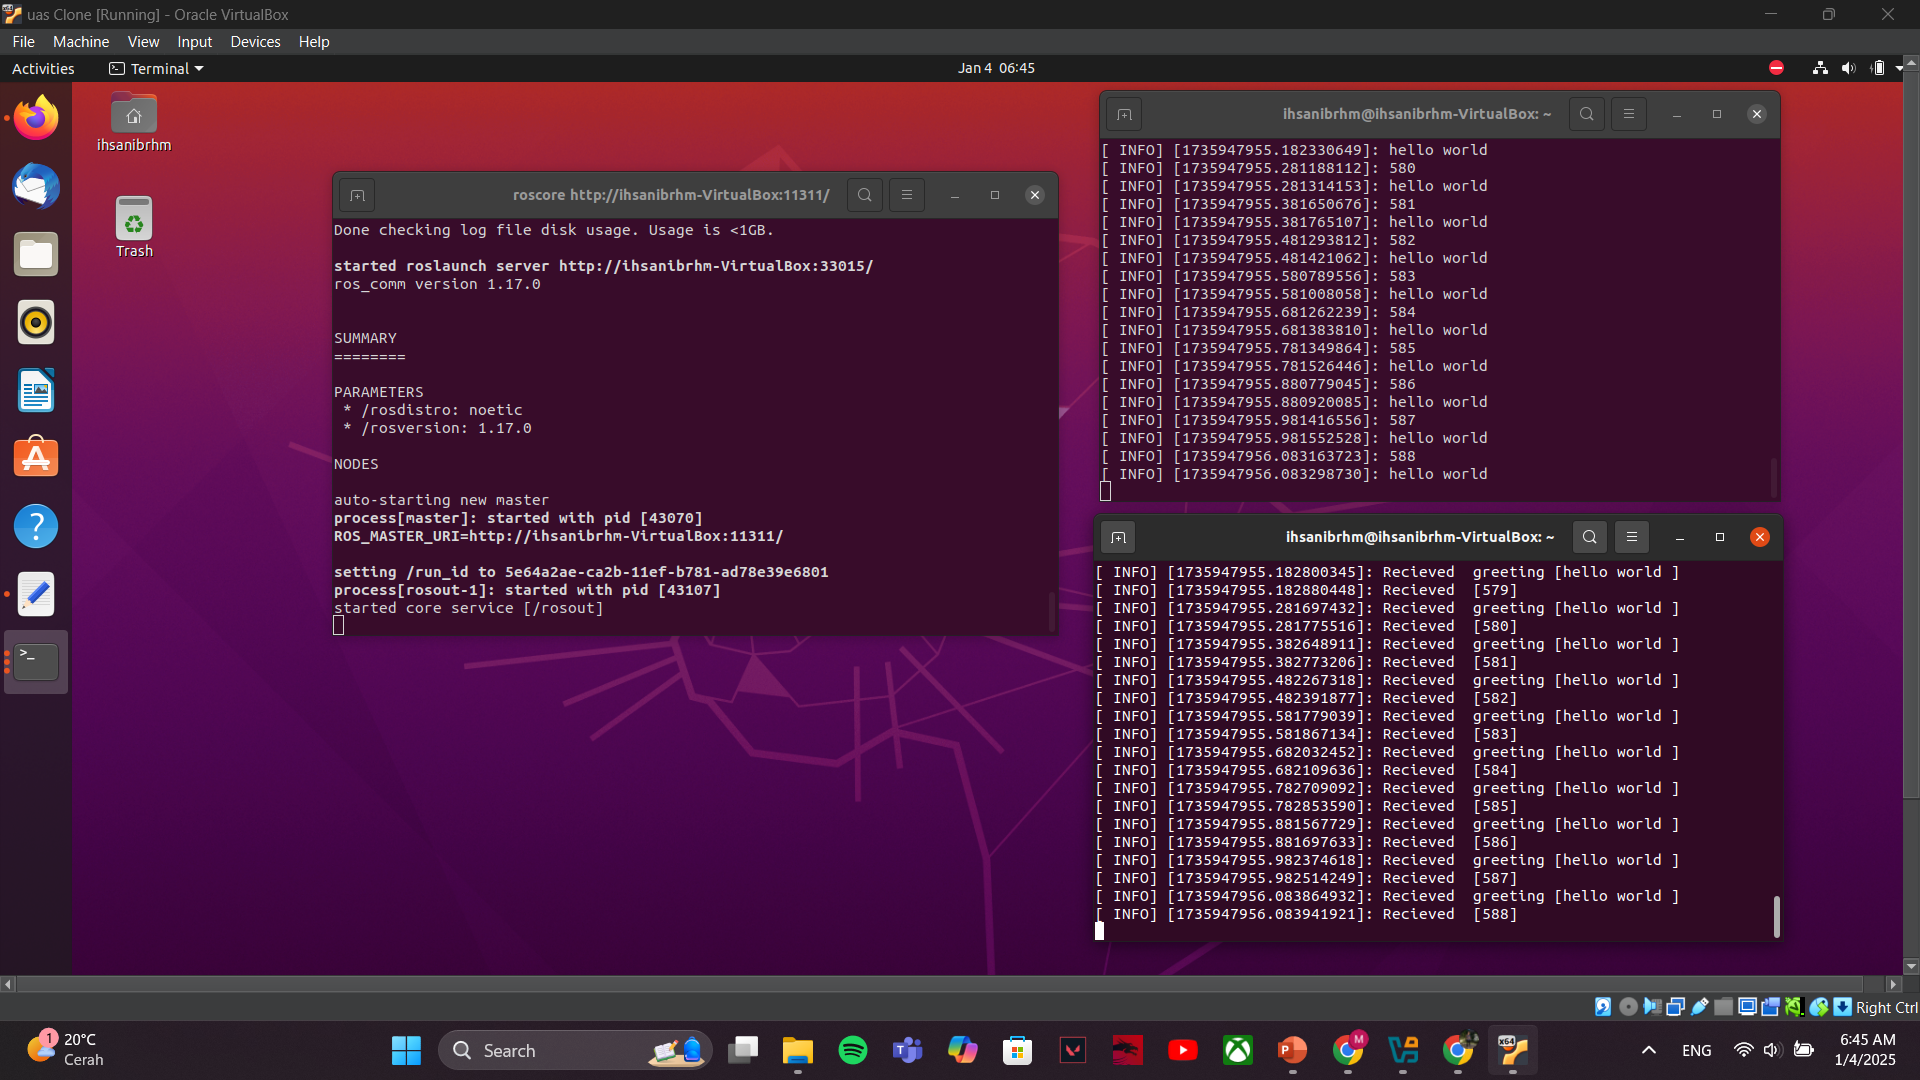 uas Clone [Running] - Oracle VirtualBox
File Machine View Input Devices Help
Activities Terminal Jan 4 06:45
ihsanibrhm
Trash
roscore http://ihsanibrhm-VirtualBox:11311/
Done checking log file disk usage. Usage is <1GB.
started roslaunch server http://ihsanibrhm-VirtualBox:33015/
ros_comm version 1.17.0
SUMMARY
========
PARAMETERS
* /rosdistro: noetic
* /rosversion: 1.17.0
NODES
auto-starting new master
process[master]: started with pid [43070]
ROS_MASTER_URI=http://ihsanibrhm-VirtualBox:11311/
setting /run_id to 5e64a2ae-ca2b-11ef-b781-ad78e39e6801
process[rosout-1]: started with pid [43107]
started core service [/rosout]
ihsanibrhm@ihsanibrhm-VirtualBox: ~
[ INFO] [1735947955.182330649]: hello world
[ INFO] [1735947955.281188112]: 580
[ INFO] [1735947955.281314153]: hello world
[ INFO] [1735947955.381650676]: 581
[ INFO] [1735947955.381765107]: hello world
[ INFO] [1735947955.481293812]: 582
[ INFO] [1735947955.481421062]: hello world
[ INFO] [1735947955.580789556]: 583
[ INFO] [1735947955.581008058]: hello world
[ INFO] [1735947955.681262239]: 584
[ INFO] [1735947955.681383810]: hello world
[ INFO] [1735947955.781349864]: 585
[ INFO] [1735947955.781526446]: hello world
[ INFO] [1735947955.880779045]: 586
[ INFO] [1735947955.880920085]: hello world
[ INFO] [1735947955.981416556]: 587
[ INFO] [1735947955.981552528]: hello world
[ INFO] [1735947956.083163723]: 588
[ INFO] [1735947956.083298730]: hello world
ihsanibrhm@ihsanibrhm-VirtualBox: ~
[ INFO] [1735947955.182800345]: Recieved  greeting [hello world ]
[ INFO] [1735947955.182880448]: Recieved  [579]
[ INFO] [1735947955.281697432]: Recieved  greeting [hello world ]
[ INFO] [1735947955.281775516]: Recieved  [580]
[ INFO] [1735947955.382648911]: Recieved  greeting [hello world ]
[ INFO] [1735947955.382773206]: Recieved  [581]
[ INFO] [1735947955.482267318]: Recieved  greeting [hello world ]
[ INFO] [1735947955.482391877]: Recieved  [582]
[ INFO] [1735947955.581779039]: Recieved  greeting [hello world ]
[ INFO] [1735947955.581867134]: Recieved  [583]
[ INFO] [1735947955.682032452]: Recieved  greeting [hello world ]
[ INFO] [1735947955.682109636]: Recieved  [584]
[ INFO] [1735947955.782709092]: Recieved  greeting [hello world ]
[ INFO] [1735947955.782853590]: Recieved  [585]
[ INFO] [1735947955.881567729]: Recieved  greeting [hello world ]
[ INFO] [1735947955.881697633]: Recieved  [586]
[ INFO] [1735947955.982374618]: Recieved  greeting [hello world ]
[ INFO] [1735947955.982514249]: Recieved  [587]
[ INFO] [1735947956.083864932]: Recieved  greeting [hello world ]
[ INFO] [1735947956.083941921]: Recieved  [588]
Right Ctrl
1
20°C
Cerah
Search
M
ENG
6:45 AM
1/4/2025